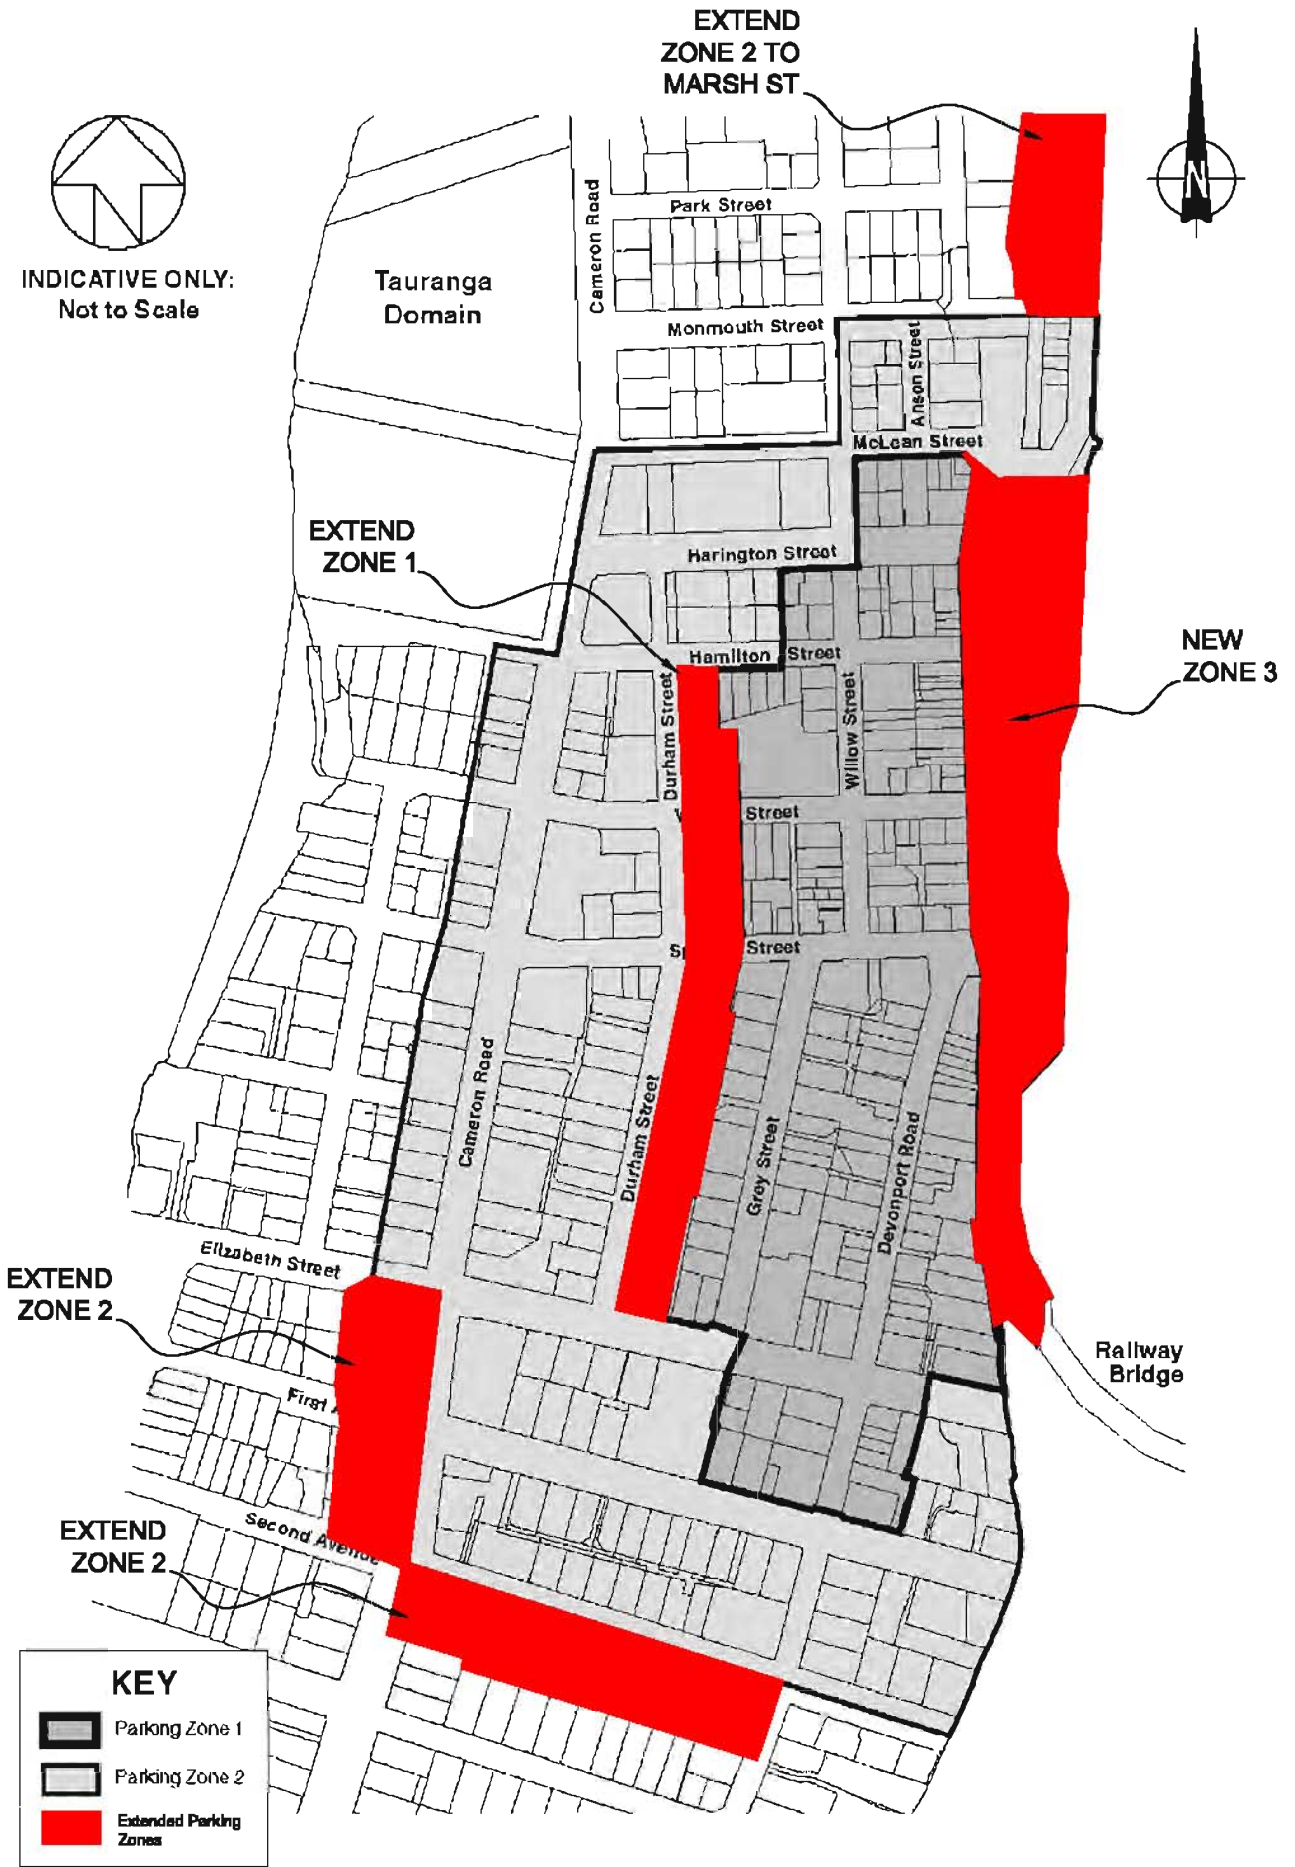 EXTEND
ZONE 2 TO
MARSH ST
N
N
INDICATIVE ONLY:
Not to Scale
Tauranga
Domain
Cameron Road
Park Street
Monmouth Street
Anson Street
McLean Street
EXTEND
ZONE 1
Harington Street
Hamilton Street
NEW
ZONE 3
Durham Street
Willow Street
Street
Street
Cameron Road
Durham Street
Grey Street
Devonport Road
Elizabeth Street
EXTEND
ZONE 2
First
Railway
Bridge
Second Avenue
EXTEND
ZONE 2
KEY
Parking Zone 1
Parking Zone 2
Extended Parking
Zones